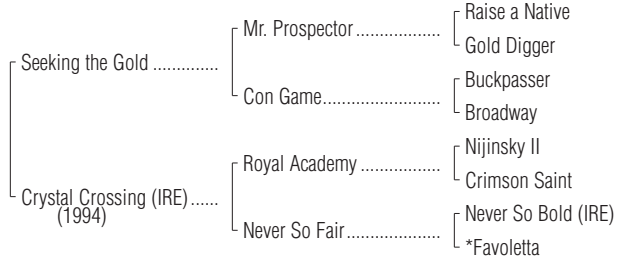 Raise a Native
Mr. Prospector ..................
Gold Digger
Seeking the Gold ..............
Buckpasser
Con Game.........................
Broadway
Nijinsky II
Royal Academy .................
Crimson Saint
Crystal Crossing (IRE) ......
(1994)
Never So Bold (IRE)
Never So Fair....................
*Favoletta